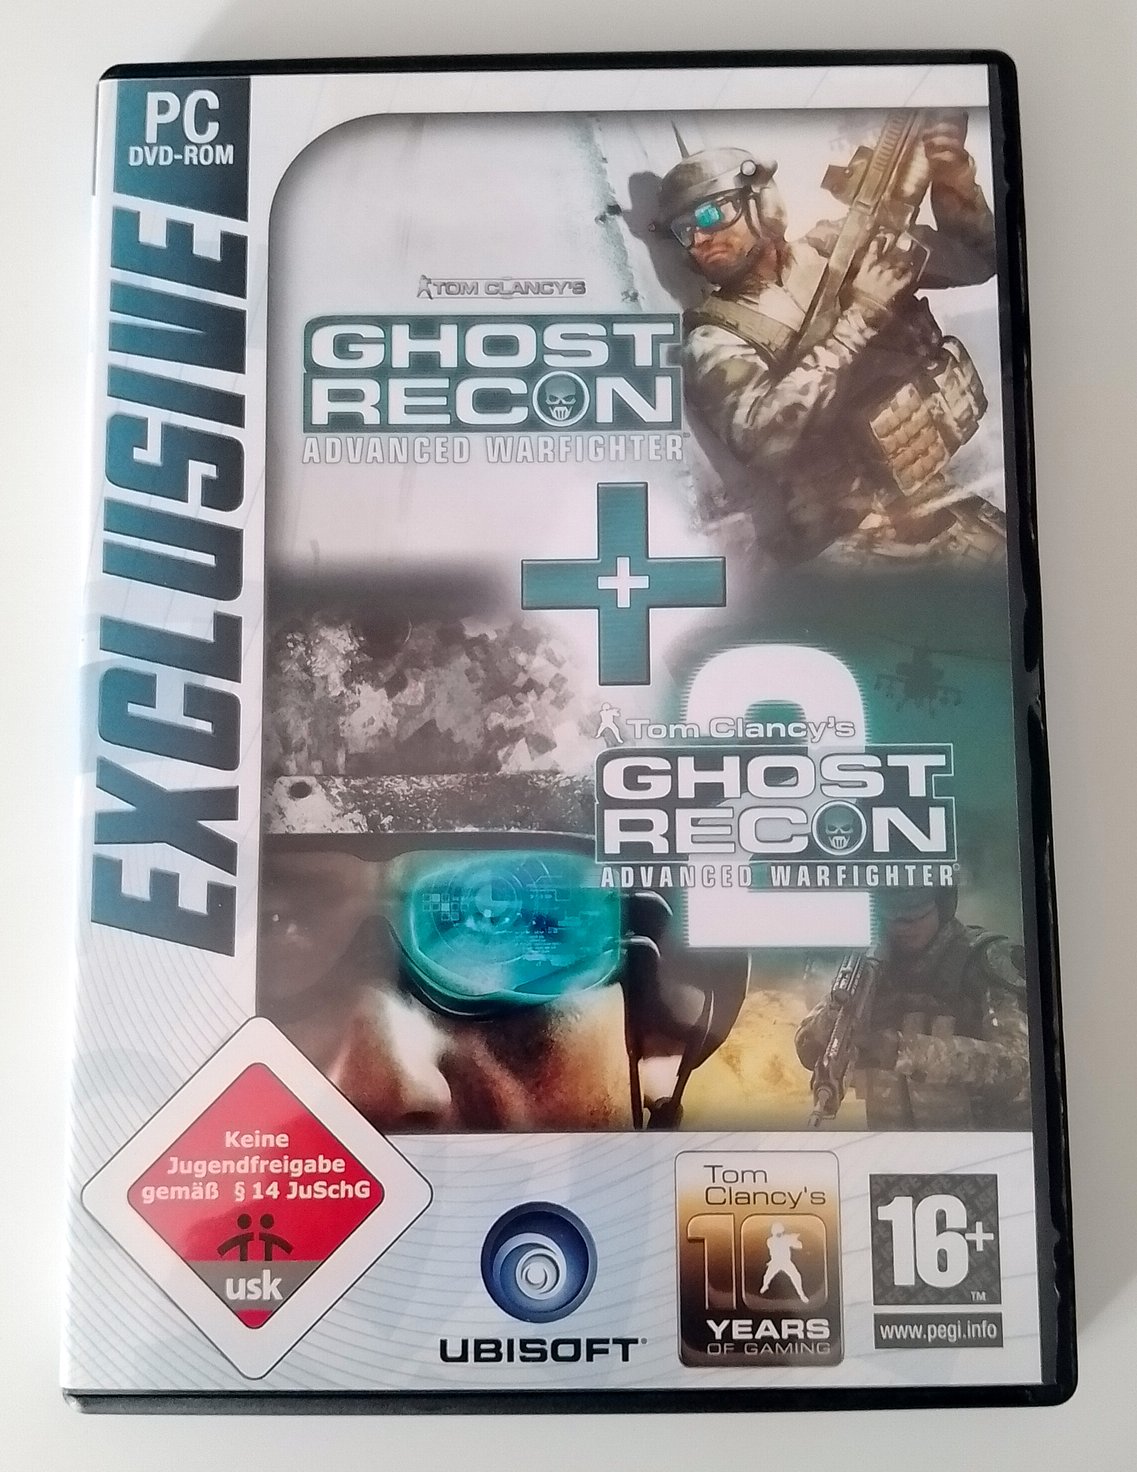 PC
DVD-ROM
EXCLUSIVE
TOM CLANCY'S
GHOST
RECON
ADVANCED WARFIGHTER
2
Tom Clancy's
GHOST
RECON
ADVANCED WARFIGHTER
Keine
Jugendfreigabe
gemäß § 14 JuSchG
usk
UBISOFT
Tom
Clancy's
10
YEARS
OF GAMING
16+
TM
www.pegi.info